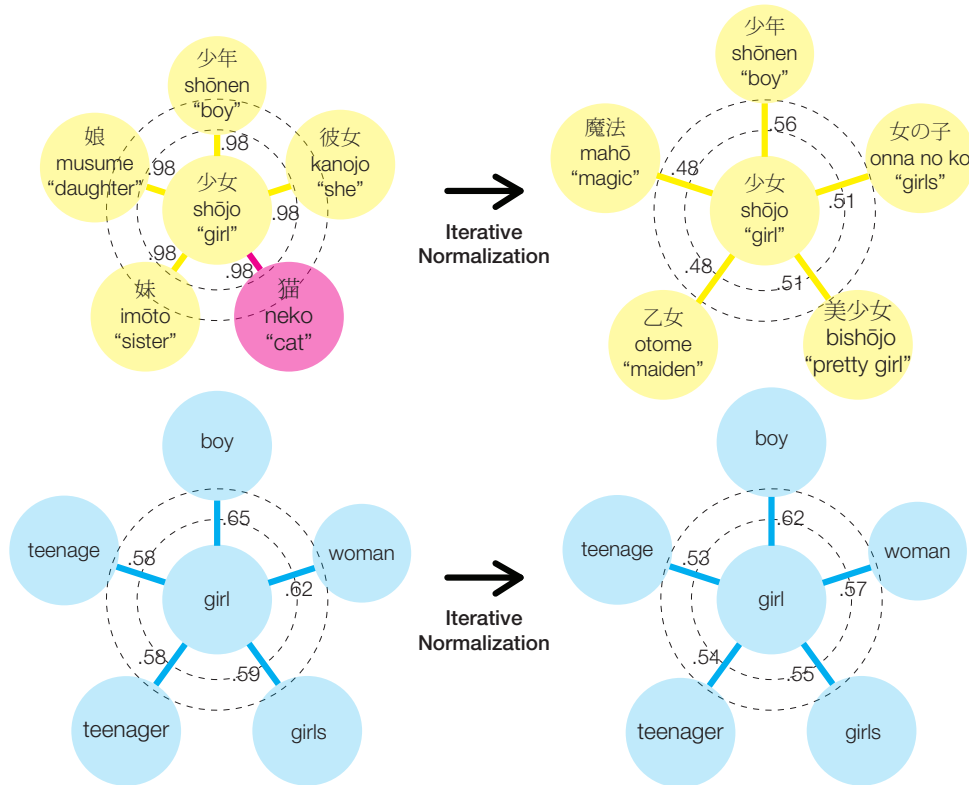 少年
shōnen
“boy”
.98
娘
musume
“daughter”
.98
彼女
kanojo
“she”
.98
少女
shōjo
“girl”
妹
imōto
“sister”
.98
猫
neko
“cat”
.98
Iterative
Normalization
少年
shōnen
“boy”
.56
魔法
mahō
“magic”
.48
女の子
onna no ko
“girls”
.51
少女
shōjo
“girl”
乙女
otome
“maiden”
.48
美少女
bishōjo
“pretty girl”
.51
boy
.65
teenage
.58
woman
.62
girl
teenager
.58
girls
.59
Iterative
Normalization
boy
.62
teenage
.53
woman
.57
girl
teenager
.54
girls
.55